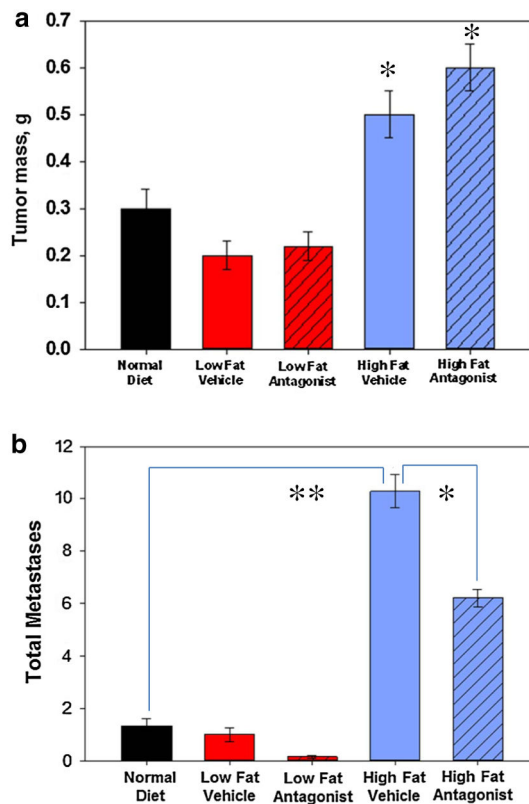 a
Tumor mass, g
0.7
0.6
0.5
0.4
0.3
0.2
0.1
0.0
*
*
Normal Diet
Low Fat Vehicle
Low Fat Antagonist
High Fat Vehicle
High Fat Antagonist
b
Total Metastases
12
10
8
6
4
2
0
**
*
Normal Diet
Low Fat Vehicle
Low Fat Antagonist
High Fat Vehicle
High Fat Antagonist